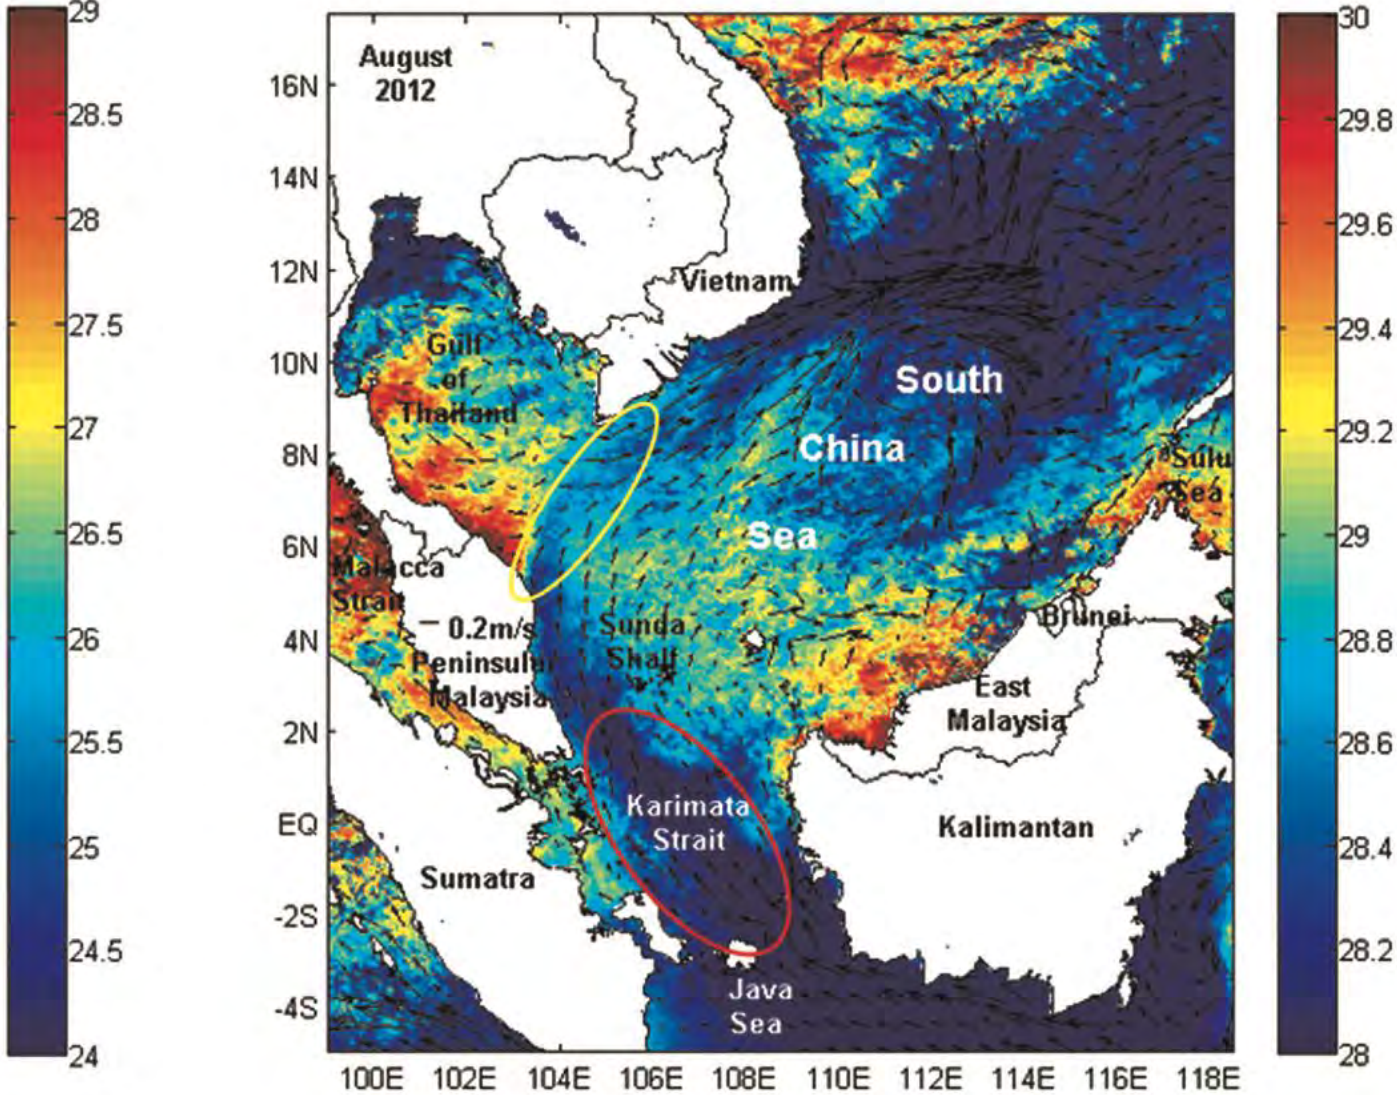 29
28.5
28
27.5
27
26.5
26
25.5
25
24.5
24
August
2012
16N
14N
12N
10N
8N
6N
4N
2N
EQ
-2S
-4S
Vietnam
Gulf
of
Thailand
South
China
Sea
Sulu
Sea
Malacca
Strait
0.2m/s
Peninsular
Malaysia
Sunda
Shalf
Brunei
East
Malaysia
Karimata
Strait
Kalimantan
Sumatra
Java
Sea
100E 102E 104E 106E 108E 110E 112E 114E 116E 118E
30
29.8
29.6
29.4
29.2
29
28.8
28.6
28.4
28.2
28